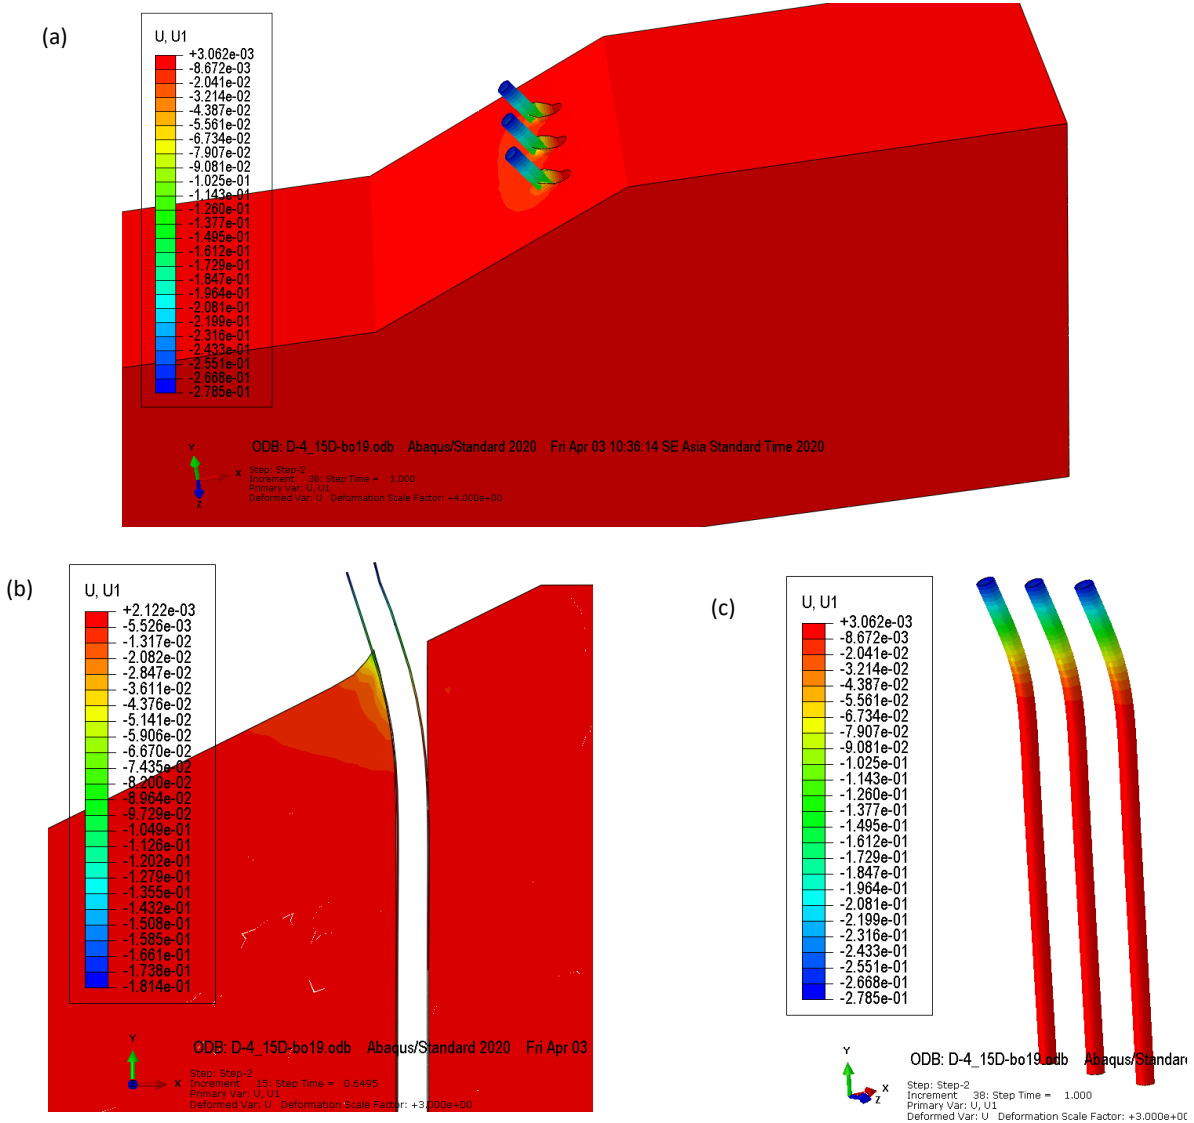 (a)
U, U1
+3.062e-03
-8.672e-03
-2.041e-02
-3.214e-02
-4.387e-02
-5.561e-02
-6.734e-02
-7.907e-02
-9.081e-02
-1.025e-01
-1.143e-01
-1.260e-01
-1.377e-01
-1.495e-01
-1.612e-01
-1.729e-01
-1.847e-01
-1.964e-01
-2.081e-01
-2.199e-01
-2.316e-01
-2.433e-01
-2.551e-01
-2.668e-01
-2.785e-01
Y
X
Z
ODB: D-4_15D-bo19.odb Abaqus/Standard 2020 Fri Apr 03 10:36:14 SE Asia Standard Time 2020
Step: Step-2
Increment 38: Step Time = 1.000
Primary Var: U, U1
Deformed Var: U Deformation Scale Factor: +4.000e+00
(b)
U, U1
+2.122e-03
-5.526e-03
-1.317e-02
-2.082e-02
-2.847e-02
-3.611e-02
-4.376e-02
-5.141e-02
-5.906e-02
-6.670e-02
-7.435e-02
-8.200e-02
-8.964e-02
-9.729e-02
-1.049e-01
-1.126e-01
-1.202e-01
-1.279e-01
-1.355e-01
-1.432e-01
-1.508e-01
-1.585e-01
-1.661e-01
-1.738e-01
-1.814e-01
Y
X
ODB: D-4_15D-bo19.odb Abaqus/Standard 2020 Fri Apr 03
Step: Step-2
Increment 15: Step Time = 0.6495
Primary Var: U, U1
Deformed Var: U Deformation Scale Factor: +3.000e+00
(c)
U, U1
+3.062e-03
-8.672e-03
-2.041e-02
-3.214e-02
-4.387e-02
-5.561e-02
-6.734e-02
-7.907e-02
-9.081e-02
-1.025e-01
-1.143e-01
-1.260e-01
-1.377e-01
-1.495e-01
-1.612e-01
-1.729e-01
-1.847e-01
-1.964e-01
-2.081e-01
-2.199e-01
-2.316e-01
-2.433e-01
-2.551e-01
-2.668e-01
-2.785e-01
Y
X
Z
ODB: D-4_15D-bo19.odb Abaqus/Standard
Step: Step-2
Increment 38: Step Time = 1.000
Primary Var: U, U1
Deformed Var: U Deformation Scale Factor: +3.000e+00